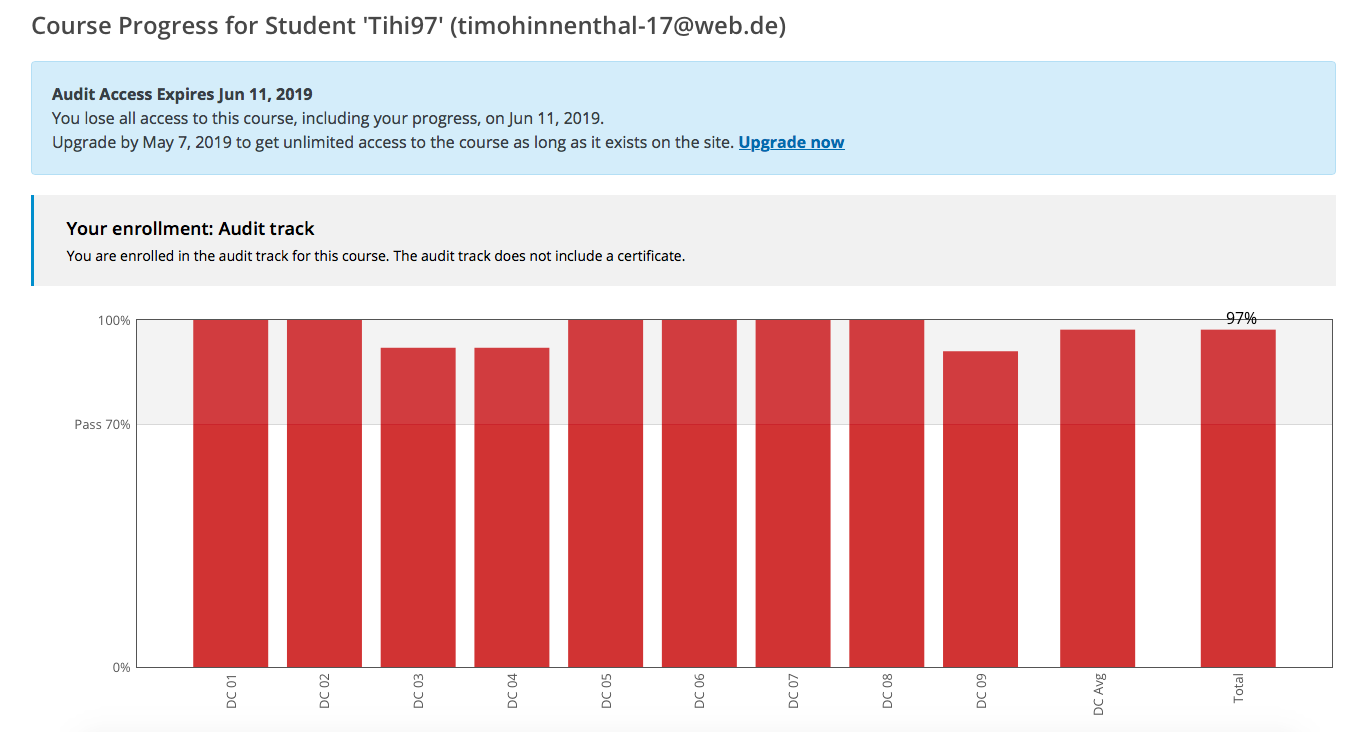 Course Progress for Student 'Tihi97' (timohinnenthal-17@web.de)
Audit Access Expires Jun 11, 2019
You lose all access to this course, including your progress, on Jun 11, 2019.
Upgrade by May 7, 2019 to get unlimited access to the course as long as it exists on the site. Upgrade now
Your enrollment: Audit track
You are enrolled in the audit track for this course. The audit track does not include a certificate.
97%
100%
Pass 70%
0%
DC 01
DC 02
DC 03
DC 04
DC 05
DC 06
DC 07
DC 08
DC 09
DC Avg
Total